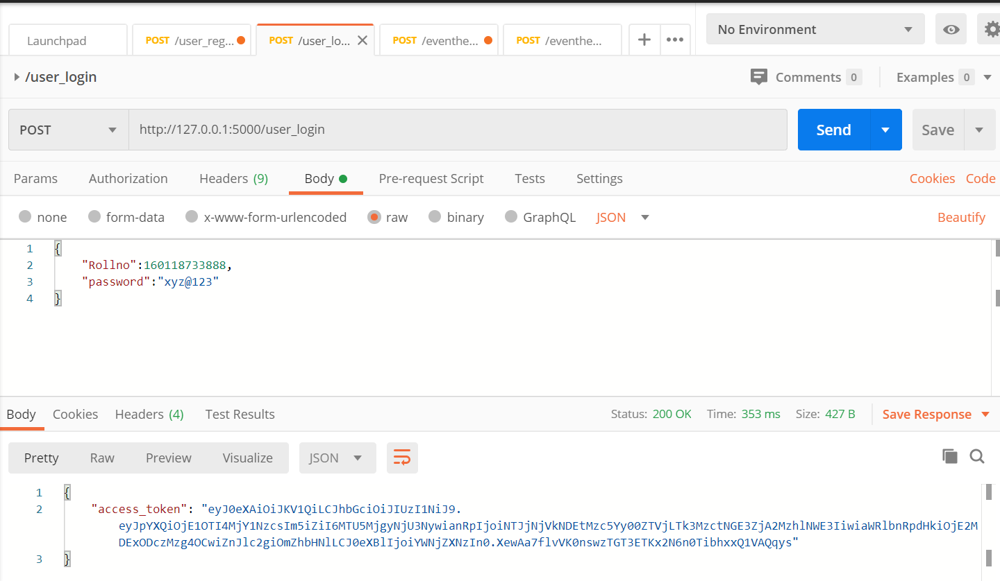 Launchpad
POST /user_reg...
POST /user_lo...
POST /eventhe...
POST /eventhe...
No Environment
/user_login
Comments 0
Examples 0
POST
http://127.0.0.1:5000/user_login
Send
Save
Params
Authorization
Headers (9)
Body
Pre-request Script
Tests
Settings
Cookies
Code
none
form-data
x-www-form-urlencoded
raw
binary
GraphQL
JSON
Beautify
1 {
2 "Rollno":160118733888,
3 "password":"xyz@123"
4 }
Body
Cookies
Headers (4)
Test Results
Status: 200 OK
Time: 353 ms
Size: 427 B
Save Response
Pretty
Raw
Preview
Visualize
JSON
1 {
2 "access_token": "eyJ0eXAiOiJKV1QiLCJhbGciOiJIUzI1NiJ9.
eyJpYXQiOjE1OTI4MjY1NzcsIm5iZiI6MTU5MjgyNjU3NywianRpIjoiNTJjNjVkNDEtMzc5Yy00ZTVjLTk3MzctNGE3ZjA2MzhlNWE3IiwiaWRlbnRpdHkiOjE2M
DExODczMzg4OCwiZnJlc2giOmZhbHNlLCJ0eXBlIjoiYWNjZXNzIn0.XewAa7flvVK0nswzTGT3ETKx2N6n0TibhxxQ1VAQqys"
3 }